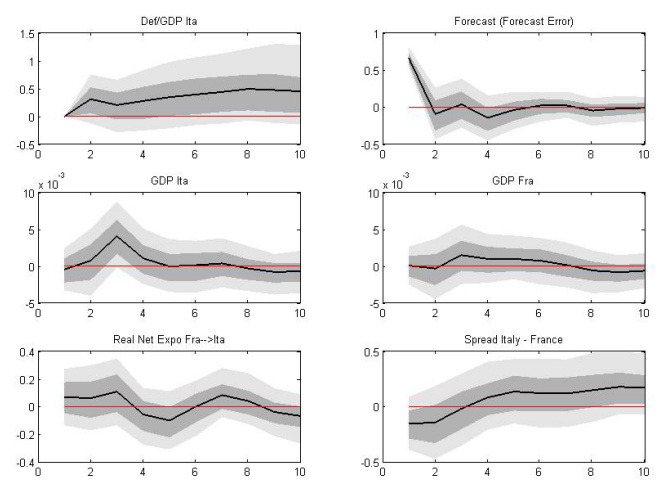 Def/GDP Ita
1.5
1
0.5
0
-0.5
0 2 4 6 8 10
Forecast (Forecast Error)
1
0.5
0
-0.5
0 2 4 6 8 10
GDP Ita
x 10⁻³
10
5
0
-5
0 2 4 6 8 10
GDP Fra
x 10⁻³
10
5
0
-5
0 2 4 6 8 10
Real Net Expo Fra-->Ita
0.4
0.2
0
-0.2
-0.4
0 2 4 6 8 10
Spread Italy - France
0.5
0
-0.5
0 2 4 6 8 10